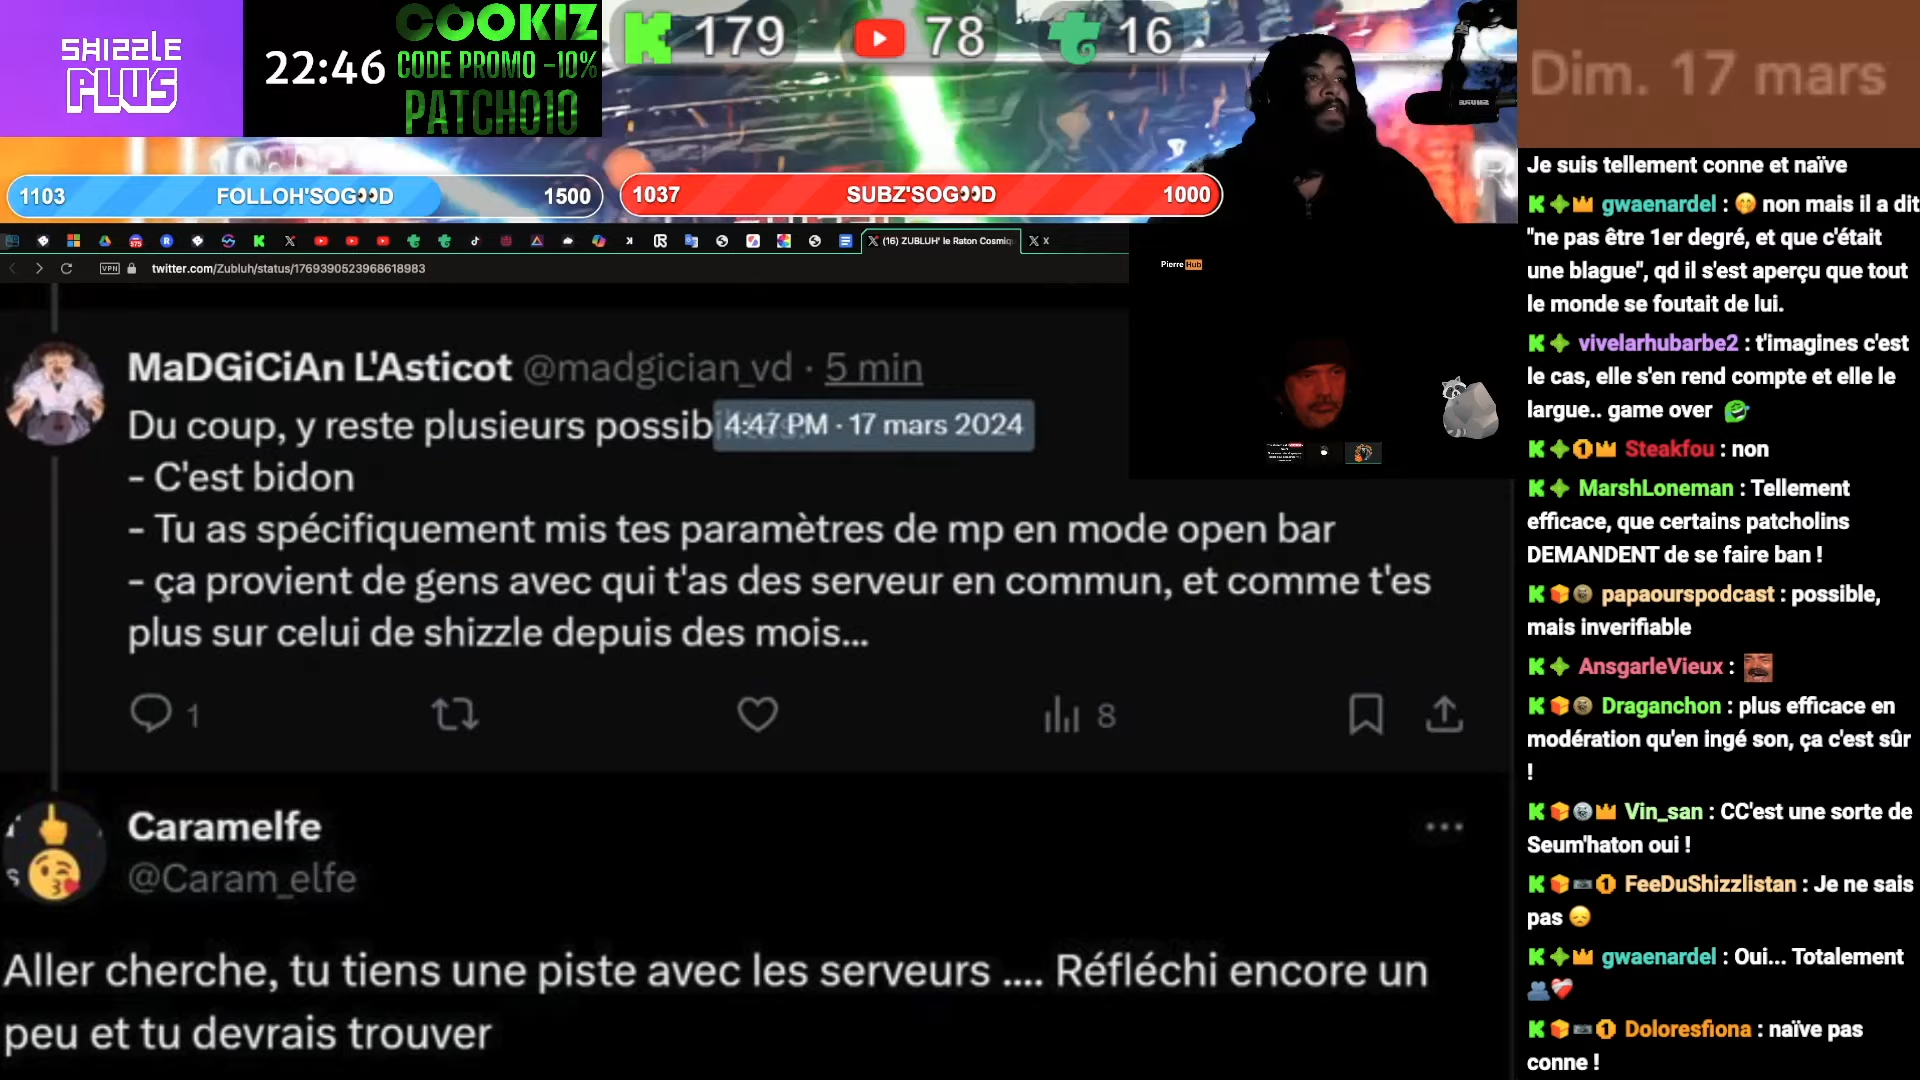 SHIZZLE
PLUS
22:46
COOKIZ
CODE PROMO -10%
PATCHO10
179
78
16
Dim. 17 mars
1103 FOLLOH'SOG👀D 1500
1037 SUBZ'SOG👀D 1000
(16) ZUBLUH' le Raton Cosmiq
X
VPN twitter.com/Zubluh/status/1769390523968618983
Pierre Hub
MaDGiCiAn L'Asticot @madgician_vd · 5 min
Du coup, y reste plusieurs possib
4:47 PM · 17 mars 2024
- C'est bidon
- Tu as spécifiquement mis tes paramètres de mp en mode open bar
- ça provient de gens avec qui t'as des serveur en commun, et comme t'es
plus sur celui de shizzle depuis des mois...
1
8
Caramelfe
@Caram_elfe
Aller cherche, tu tiens une piste avec les serveurs .... Réfléchi encore un
peu et tu devrais trouver
Je suis tellement conne et naïve
gwaenardel : 🤭 non mais il a dit
"ne pas être 1er degré, et que c'était
une blague", qd il s'est aperçu que tout
le monde se foutait de lui.
vivelarhubarbe2 : t'imagines c'est
le cas, elle s'en rend compte et elle le
largue.. game over
Steakfou : non
MarshLoneman : Tellement
efficace, que certains patcholins
DEMANDENT de se faire ban !
papaourspodcast : possible,
mais inverifiable
AnsgarleVieux :
Draganchon : plus efficace en
modération qu'en ingé son, ça c'est sûr
!
Vin_san : CC'est une sorte de
Seum'haton oui !
FeeDuShizzlistan : Je ne sais
pas 😞
gwaenardel : Oui... Totalement
🫂❤️‍🩹
Doloresfiona : naïve pas
conne !